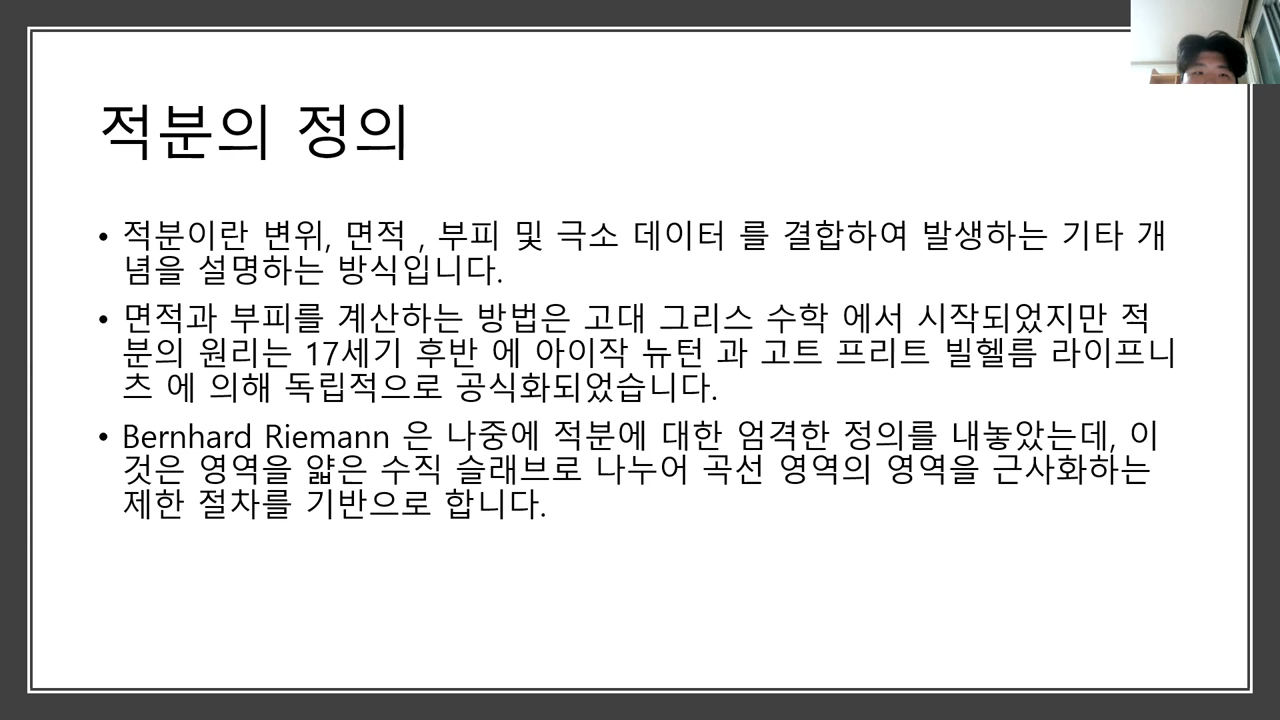 적분의 정의
• 적분이란 변위, 면적 , 부피 및 극소 데이터 를 결합하여 발생하는 기타 개
념을 설명하는 방식입니다.
• 면적과 부피를 계산하는 방법은 고대 그리스 수학 에서 시작되었지만 적
분의 원리는 17세기 후반 에 아이작 뉴턴 과 고트 프리트 빌헬름 라이프니
츠 에 의해 독립적으로 공식화되었습니다.
• Bernhard Riemann 은 나중에 적분에 대한 엄격한 정의를 내놓았는데, 이
것은 영역을 얇은 수직 슬래브로 나누어 곡선 영역의 영역을 근사화하는
제한 절차를 기반으로 합니다.